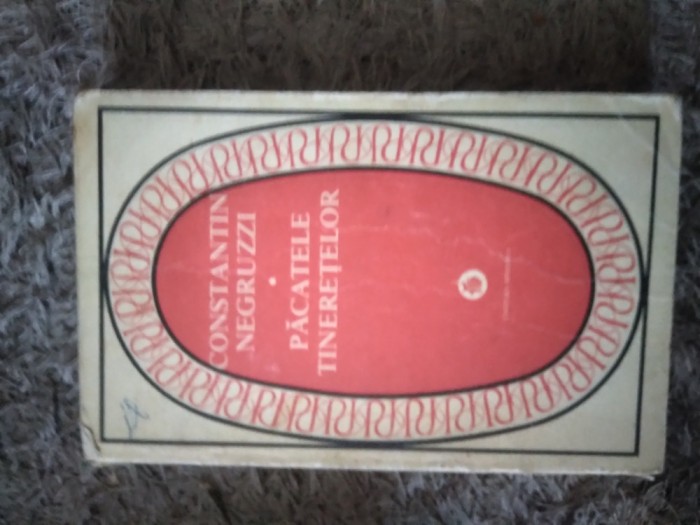 CONSTANTIN
NEGRUZZI
PĂCATELE
TINEREȚELOR